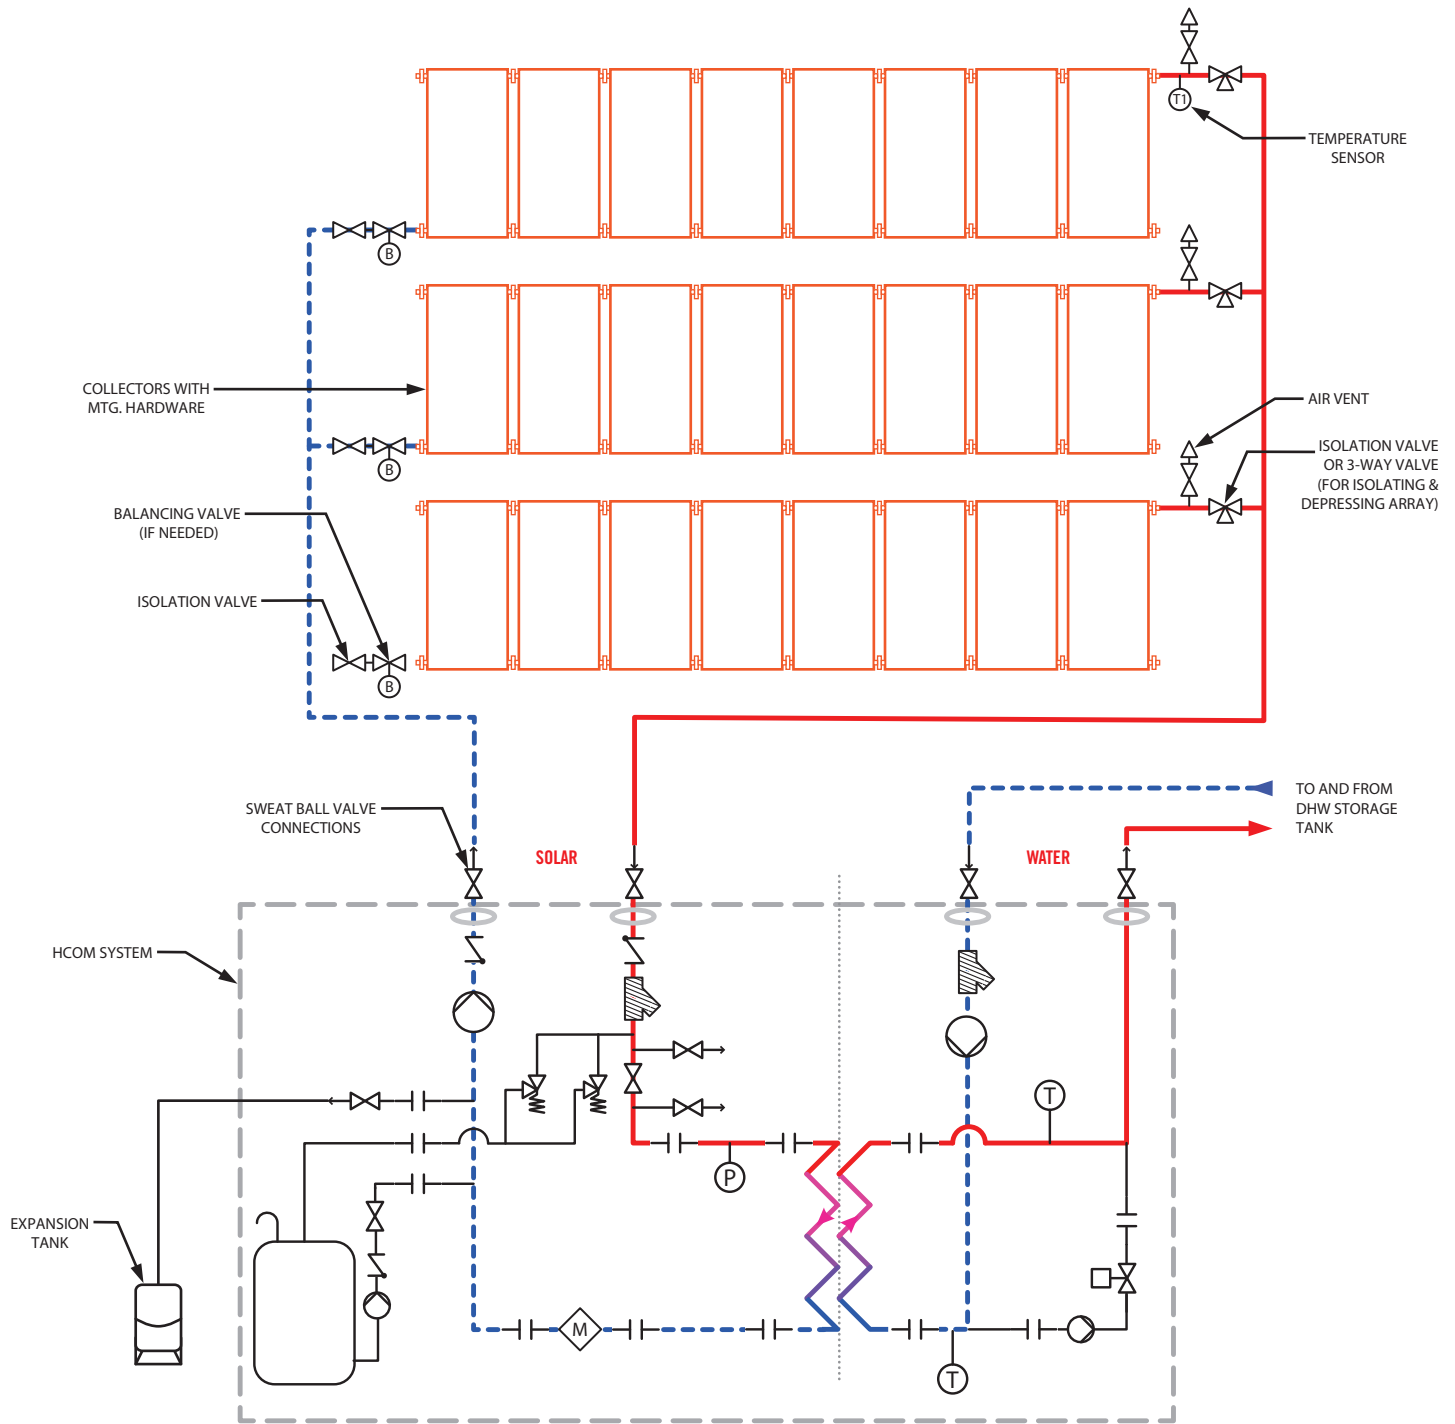 T1
TEMPERATURE
SENSOR
B
COLLECTORS WITH
MTG. HARDWARE
AIR VENT
B
ISOLATION VALVE
OR 3-WAY VALVE
(FOR ISOLATING &
DEPRESSING ARRAY)
BALANCING VALVE
(IF NEEDED)
ISOLATION VALVE
B
SWEAT BALL VALVE
CONNECTIONS
TO AND FROM
DHW STORAGE
TANK
SOLAR
WATER
HCOM SYSTEM
T
P
EXPANSION
TANK
M
T